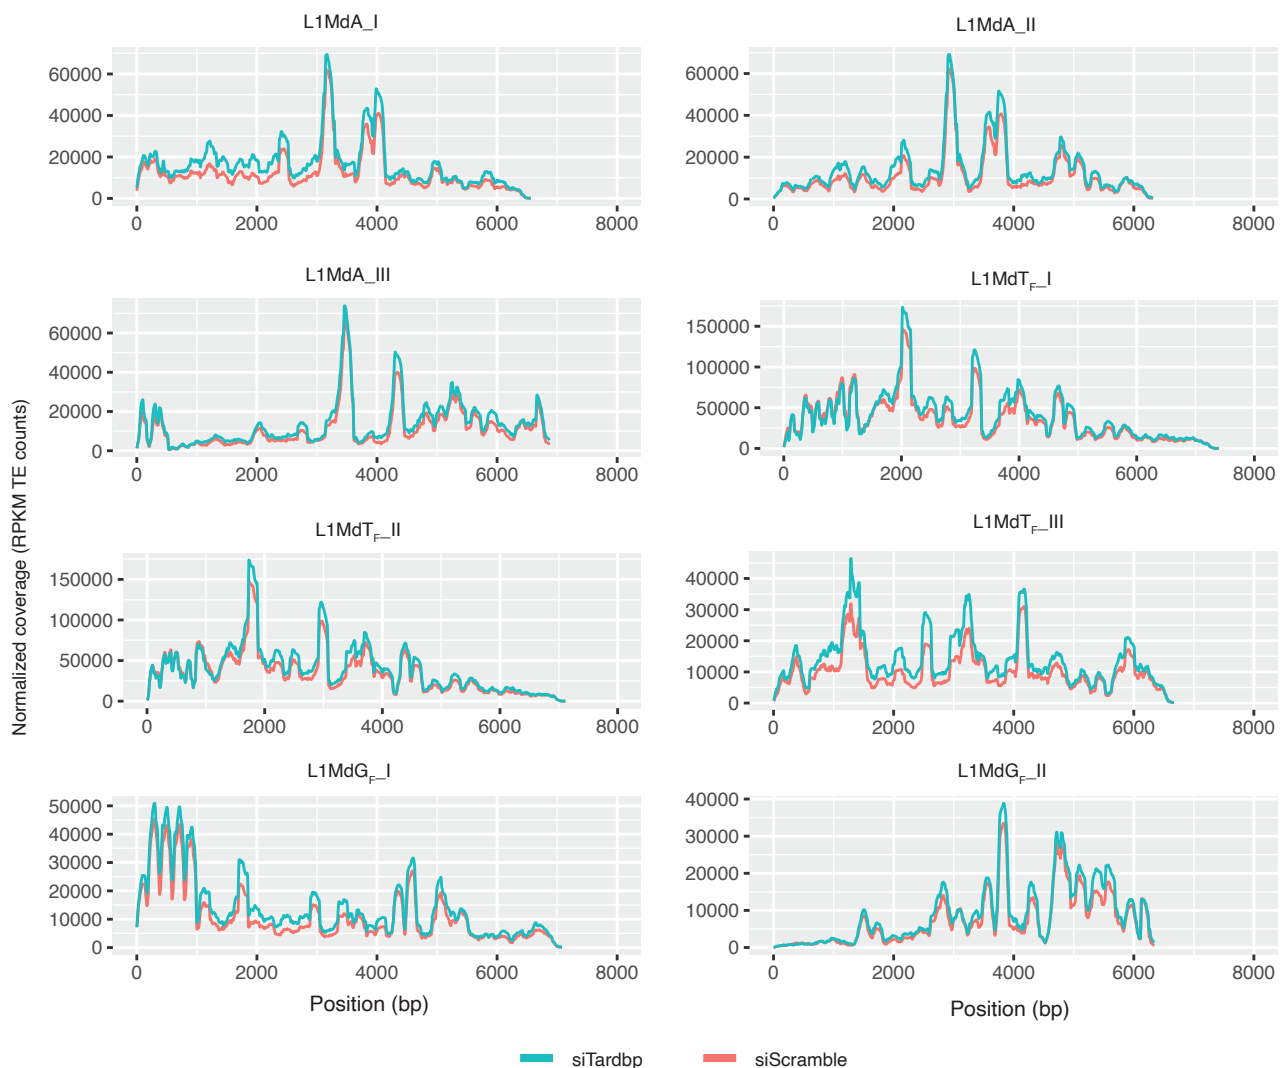 L1MdA_I
60000
40000
20000
0
0 2000 4000 6000 8000
L1MdA_II
60000
40000
20000
0
0 2000 4000 6000 8000
L1MdA_III
60000
40000
20000
0
0 2000 4000 6000 8000
L1MdTF_I
150000
100000
50000
0
0 2000 4000 6000 8000
L1MdTF_II
150000
100000
50000
0
0 2000 4000 6000 8000
L1MdTF_III
40000
30000
20000
10000
0
0 2000 4000 6000 8000
L1MdGF_I
50000
40000
30000
20000
10000
0
0 2000 4000 6000 8000
Position (bp)
L1MdGF_II
40000
30000
20000
10000
0
0 2000 4000 6000 8000
Position (bp)
Normalized coverage (RPKM TE counts)
siTardbp siScramble